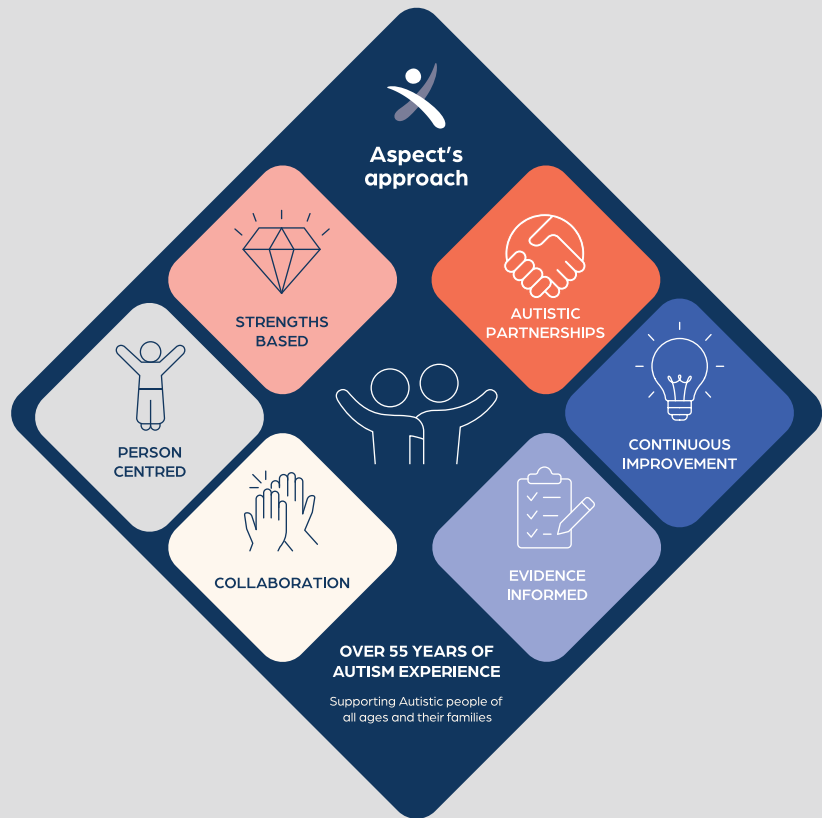 Aspect's
approach
STRENGTHS
BASED
AUTISTIC
PARTNERSHIPS
PERSON
CENTRED
CONTINUOUS
IMPROVEMENT
COLLABORATION
EVIDENCE
INFORMED
OVER 55 YEARS OF
AUTISM EXPERIENCE
Supporting Autistic people of
all ages and their families